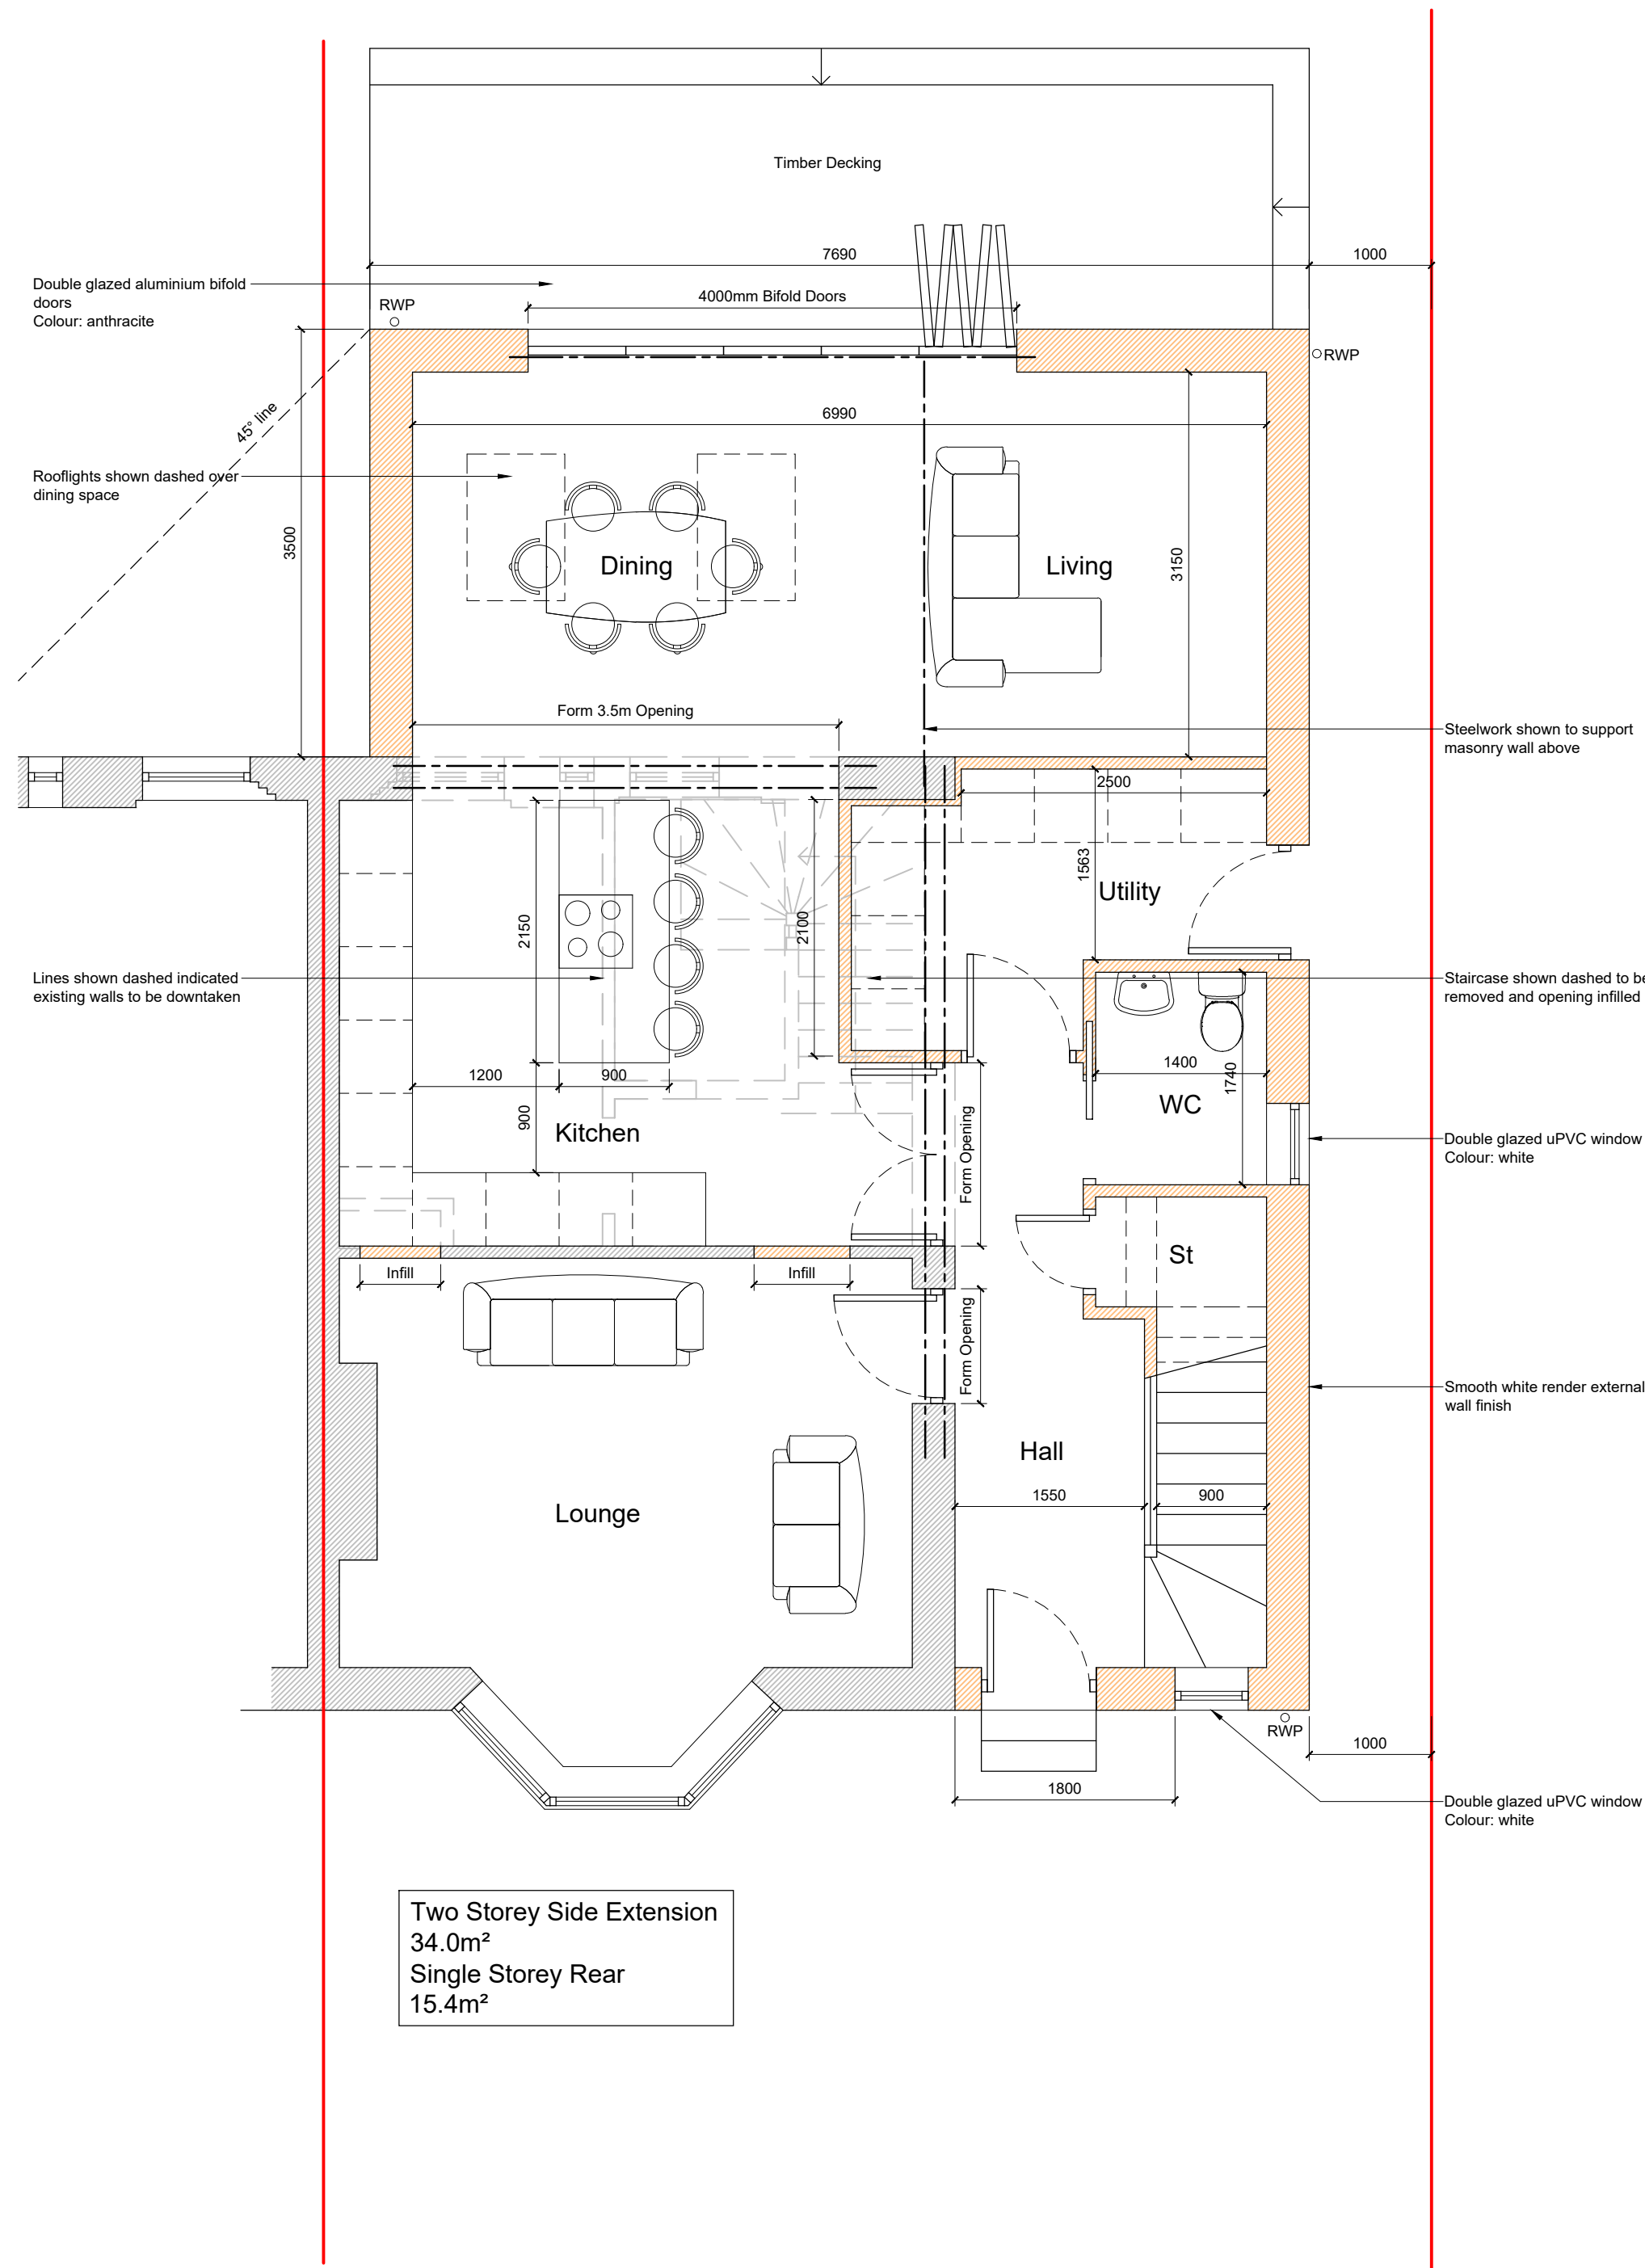 Timber Decking
7690
1000
Double glazed aluminium bifold
doors
Colour: anthracite
4000mm Bifold Doors
RWP
RWP
6990
45° line
Rooflights shown dashed over
dining space
3500
Dining
Living
3150
Form 3.5m Opening
Steelwork shown to support
masonry wall above
2500
1563
Utility
2150
2100
Lines shown dashed indicated
existing walls to be downtaken
Staircase shown dashed to be
removed and opening infilled
1200
900
1400
1740
900
WC
Kitchen
Form Opening
Double glazed uPVC window
Colour: white
St
Infill
Infill
Form Opening
Smooth white render external
wall finish
Hall
1550
900
Lounge
RWP
1000
1800
Double glazed uPVC window
Colour: white
Two Storey Side Extension
34.0m²
Single Storey Rear
15.4m²